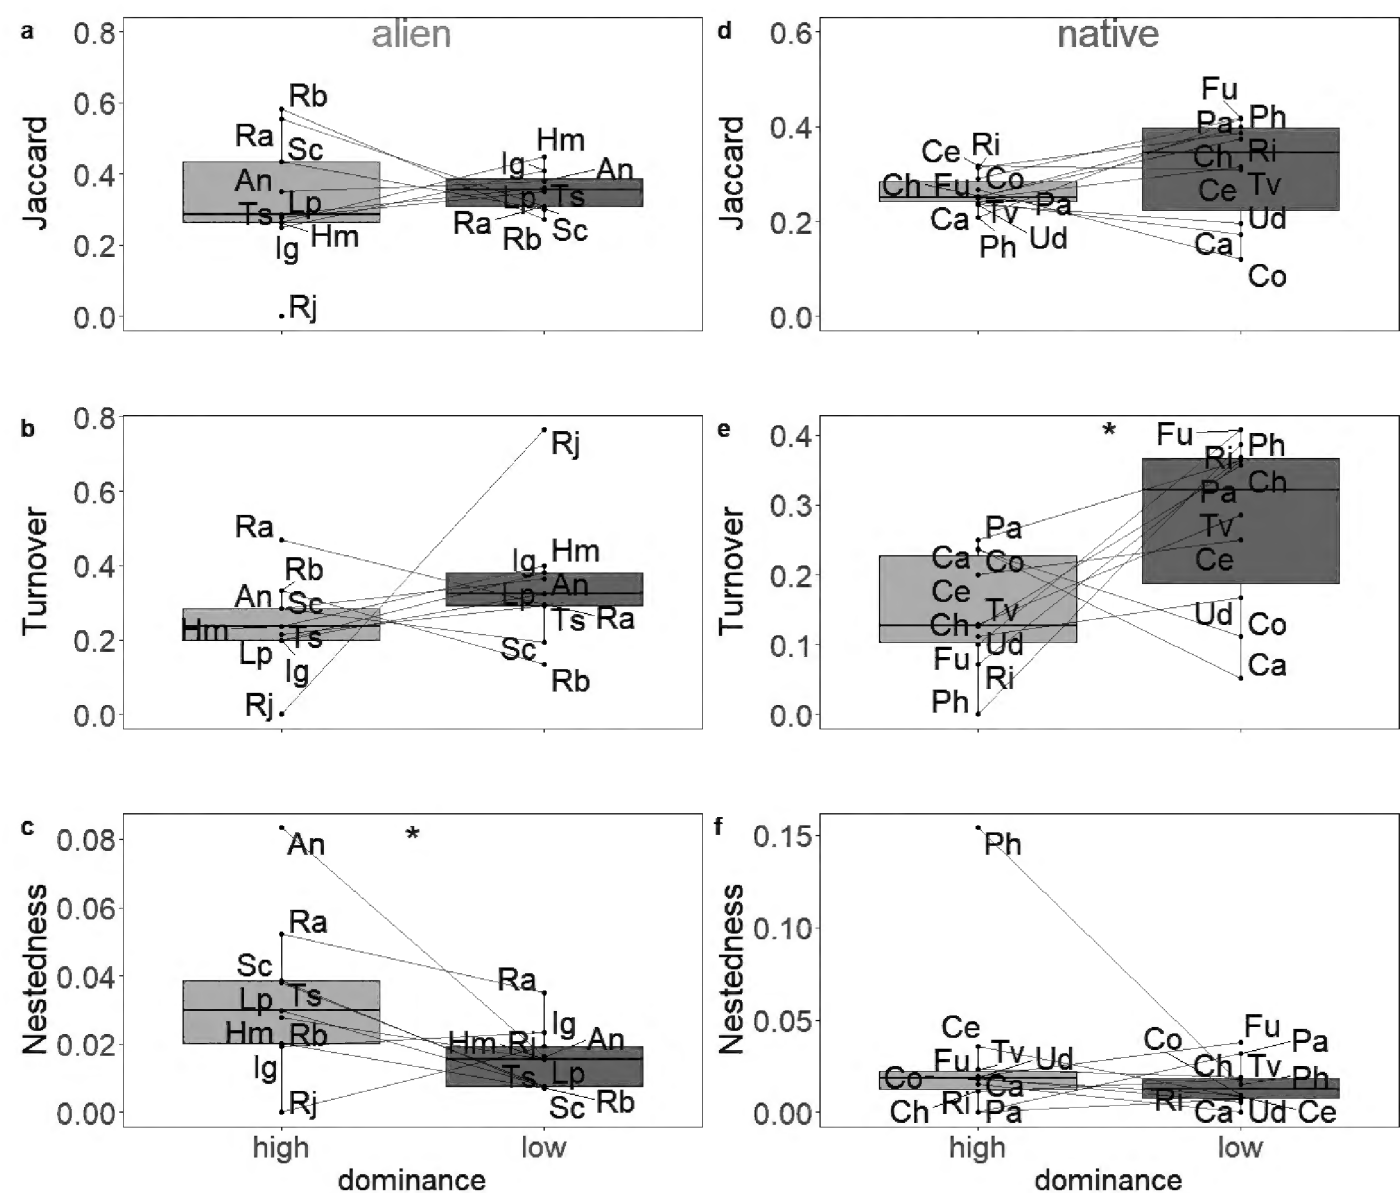 a
alien
Jaccard
0.8
0.6
0.4
0.2
0.0
Rb
Ra
Sc
An
Lp
Ts
Hm
Ig
Rj
Hm
Ig
An
Lp
Ts
Ra
Rb
Sc
d
native
Jaccard
0.6
0.4
0.2
0.0
Ce
Ri
Ch
Fu
Co
Ca
Tv
Pa
Ph
Ud
Fu
Pa
Ph
Ch
Ri
Ce
Tv
Ud
Ca
Co
b
Turnover
0.8
0.6
0.4
0.2
0.0
Ra
Rb
An
Sc
Hm
Ts
Lp
Ig
Rj
Rj
Ig
Hm
Lp
An
Ts
Ra
Sc
Rb
e
*
Turnover
0.4
0.3
0.2
0.1
0.0
Pa
Ca
Co
Ce
Tv
Ch
Ud
Fu
Ri
Ph
Fu
Ph
Ri
Ch
Pa
Tv
Ce
Ud
Co
Ca
c
*
Nestedness
0.08
0.06
0.04
0.02
0.00
An
Ra
Sc
Lp
Ts
Hm
Rb
Ig
Rj
Ra
Ig
Hm
Rj
An
Ts
Lp
Sc
Rb
high
low
dominance
f
Nestedness
0.15
0.10
0.05
0.00
Ph
Ce
Fu
Tv
Ud
Co
Ca
Ch
Ri
Pa
Co
Fu
Pa
Ch
Tv
Ph
Ri
Ca
Ud
Ce
high
low
dominance